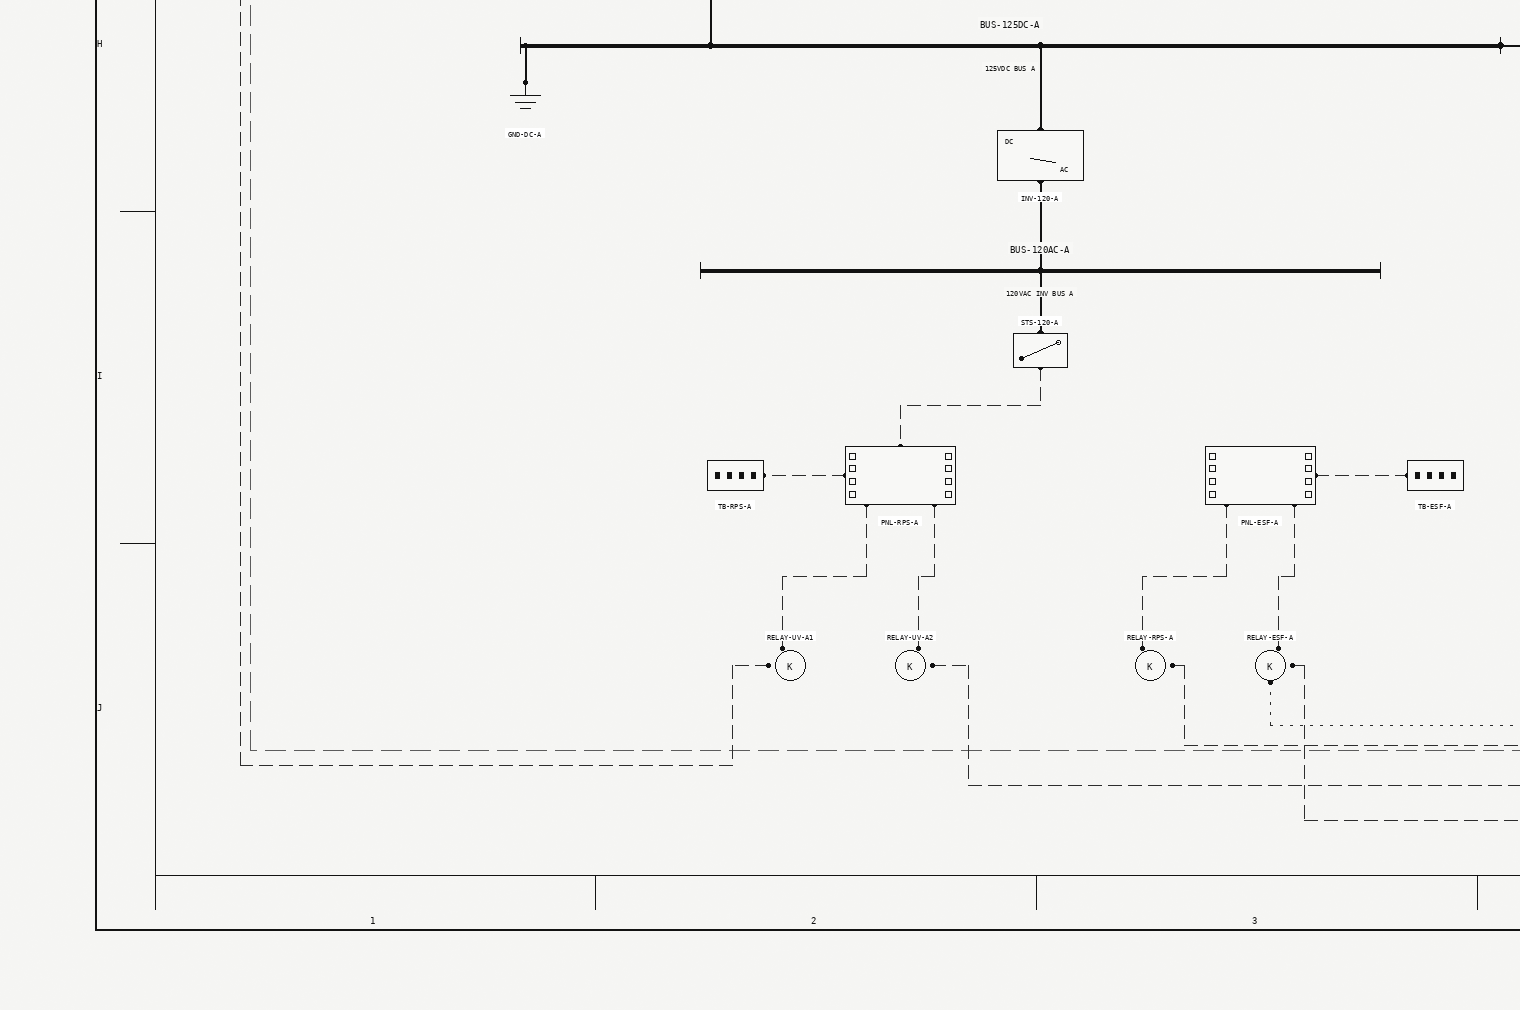 BUS-125DC-A
H
125VDC BUS A
GND-DC-A
DC
AC
INV-120-A
BUS-120AC-A
120VAC INV BUS A
STS-120-A
I
TB-RPS-A
PNL-RPS-A
PNL-ESF-A
TB-ESF-A
RELAY-UV-A1
RELAY-UV-A2
RELAY-RPS-A
RELAY-ESF-A
K
K
K
K
J
1
2
3